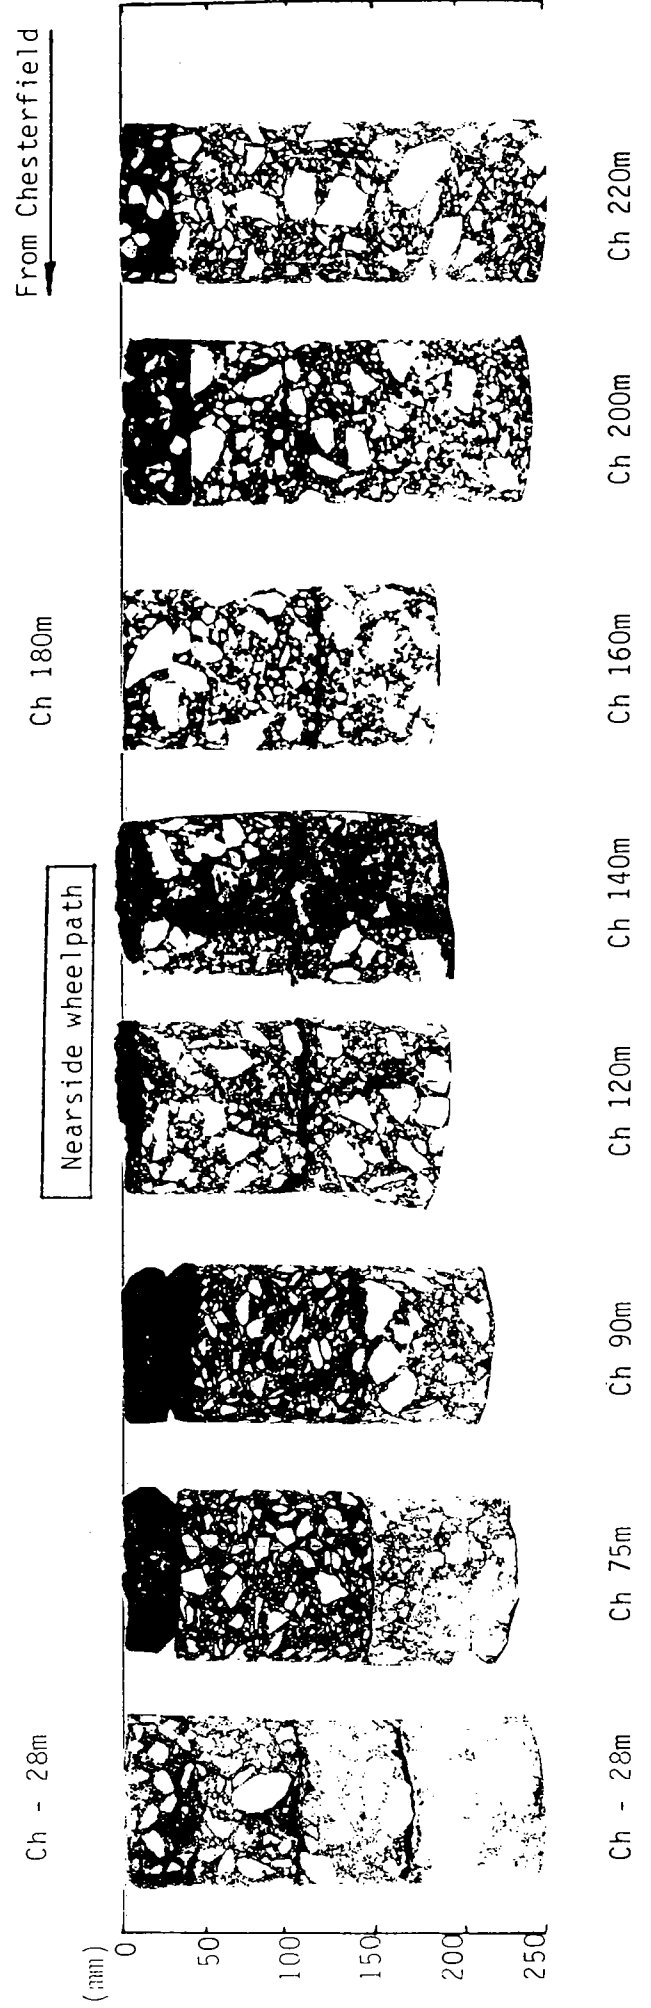 From Chesterfield
Ch - 28m
Nearside wheelpath
Ch 180m
(mm)
0
50
100
150
200
250
Ch - 28m
Ch 75m
Ch 90m
Ch 120m
Ch 140m
Ch 160m
Ch 200m
Ch 220m